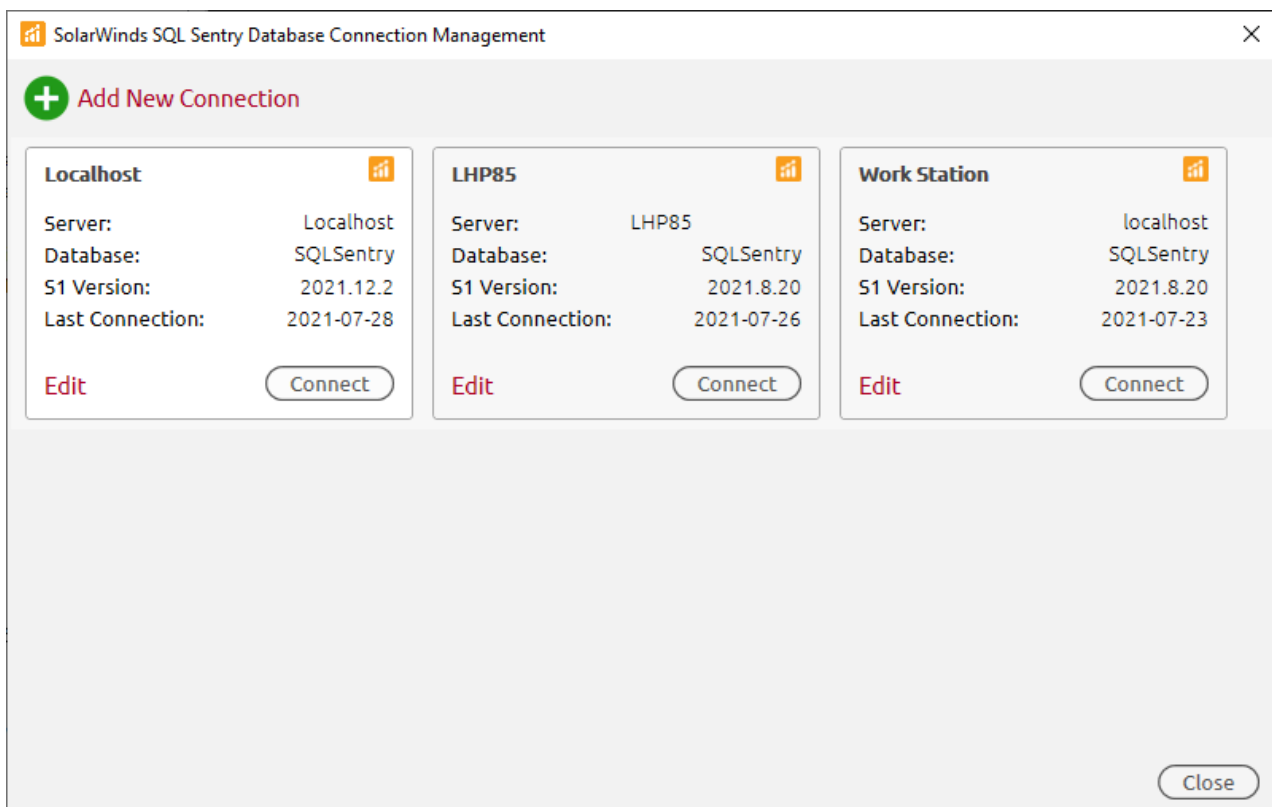 SolarWinds SQL Sentry Database Connection Management
Add New Connection
Localhost
Server: Localhost
Database: SQLSentry
S1 Version: 2021.12.2
Last Connection: 2021-07-28
Edit Connect
LHP85
Server: LHP85
Database: SQLSentry
S1 Version: 2021.8.20
Last Connection: 2021-07-26
Edit Connect
Work Station
Server: localhost
Database: SQLSentry
S1 Version: 2021.8.20
Last Connection: 2021-07-23
Edit Connect
Close